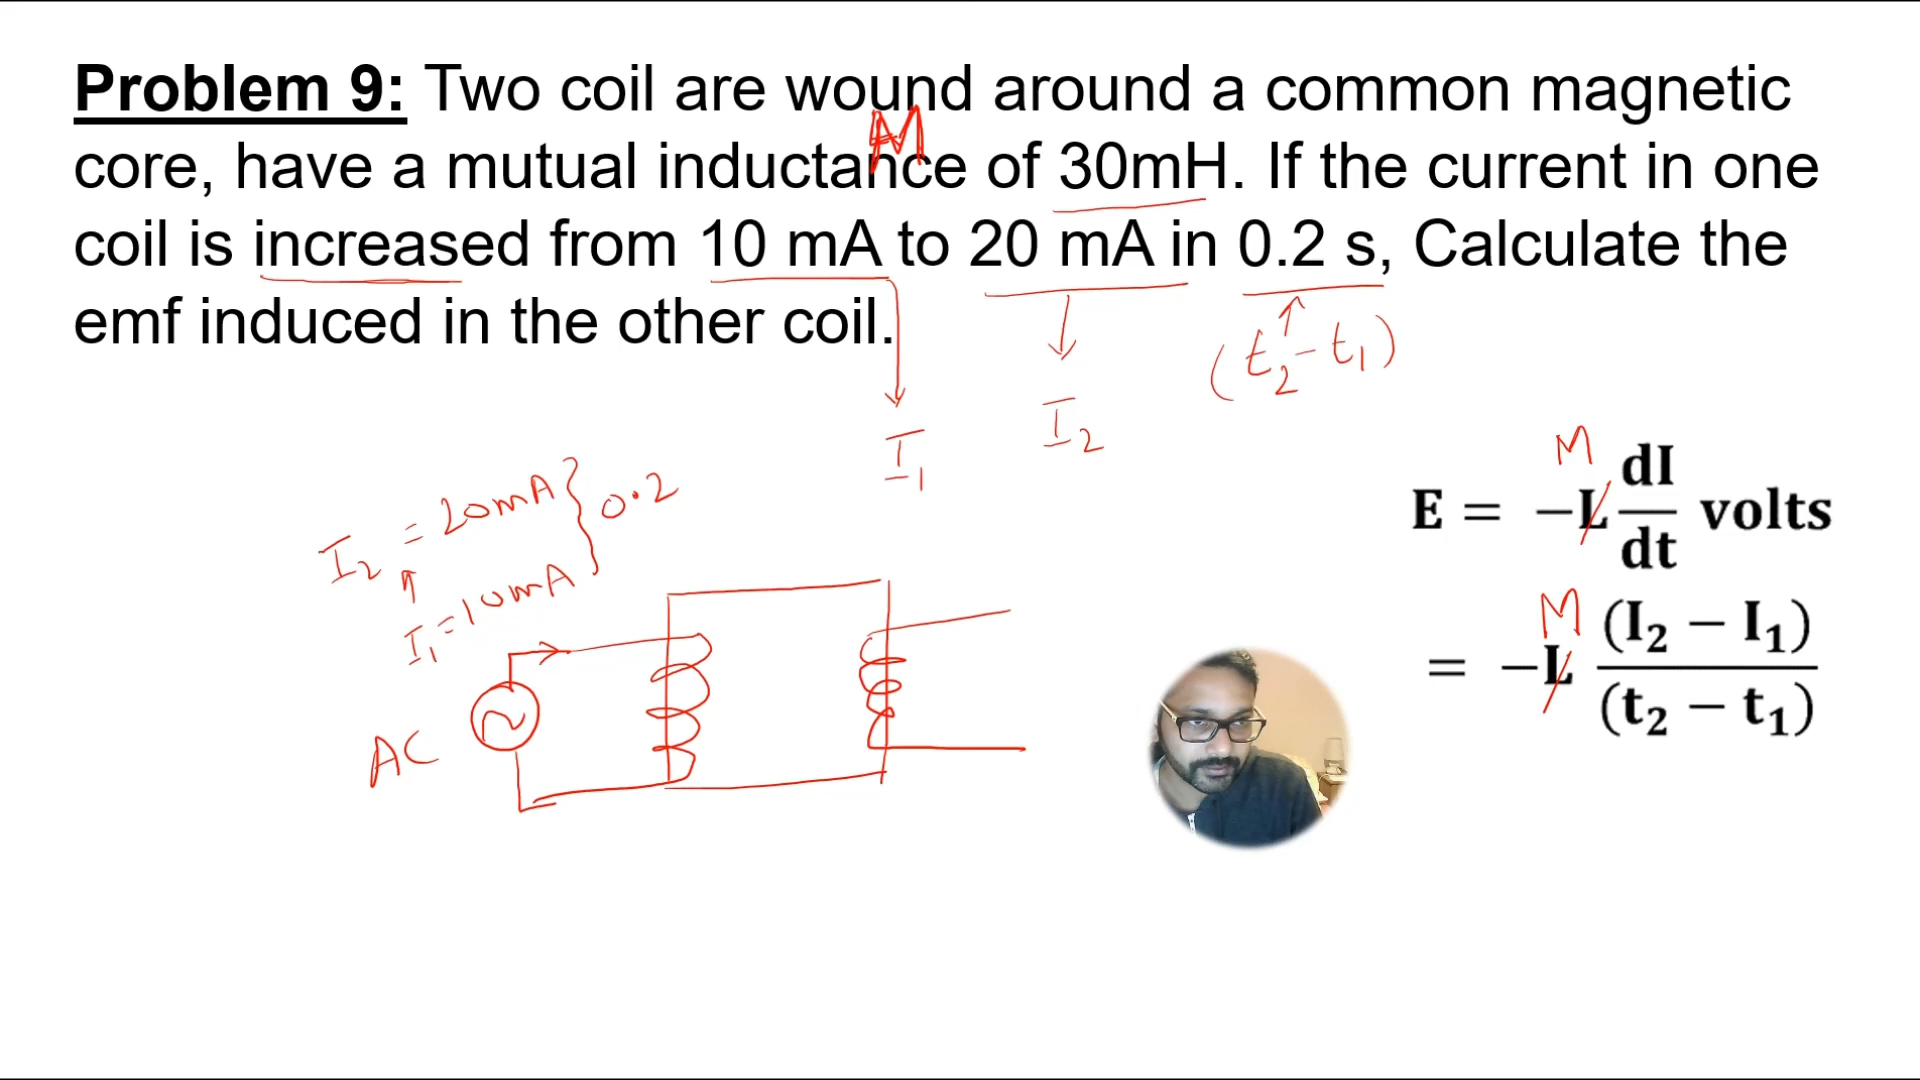 Problem 9: Two coil are wound around a common magnetic
M
core, have a mutual inductance of 30mH. If the current in one
coil is increased from 10 mA to 20 mA in 0.2 s, Calculate the
emf induced in the other coil.
(t₂-t₁)
I₂
I₁
I₂ = 20mA } 0.2
I₁=10mA
AC
M
E = −L dI/dt volts
M
= −L (I₂ − I₁)/(t₂ − t₁)